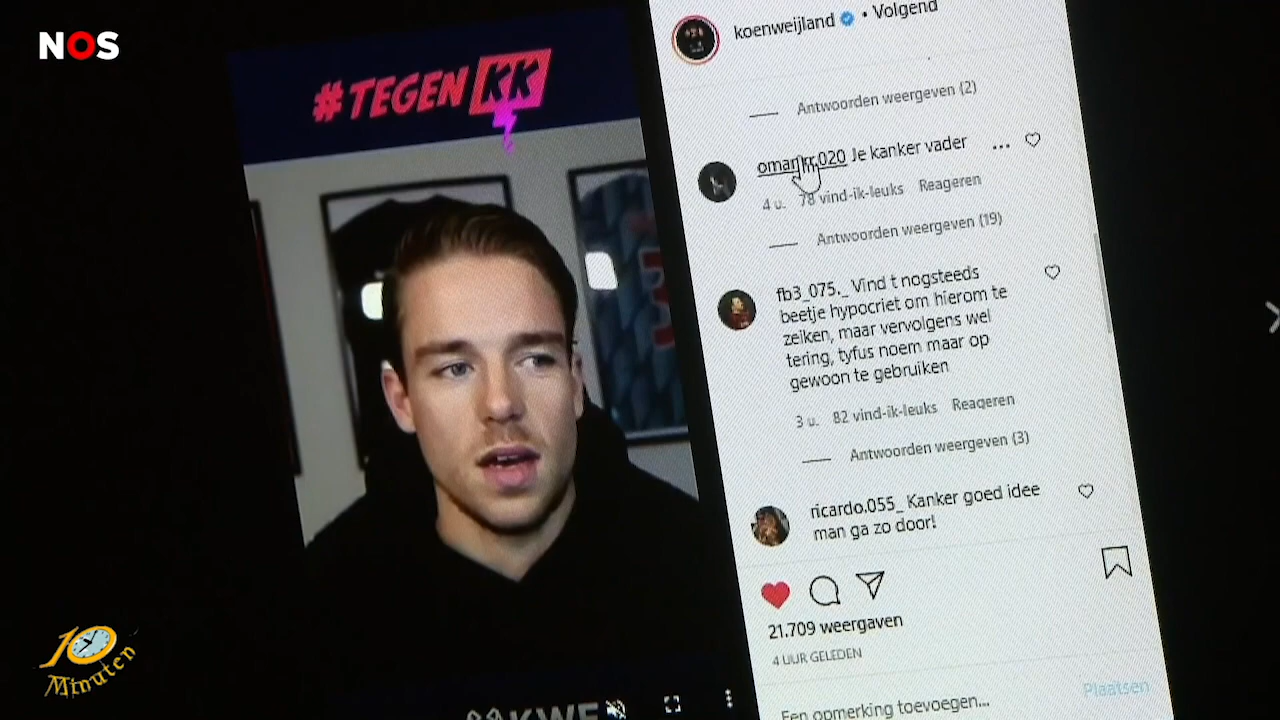 NOS
#TEGEN KK
koenweijland • Volgend
Antwoorden weergeven (2)
omar Je kanker vader
4 u. 78 vind-ik-leuks Reageren
Antwoorden weergeven (19)
fb3_075._ Vind t nogsteeds
beetje hypocriet om hierom te
zeiken, maar vervolgens wel
tering, tyfus noem maar op
gewoon te gebruiken
3 u. 82 vind-ik-leuks Reageren
Antwoorden weergeven (3)
ricardo.055_ Kanker goed idee
man ga zo door!
21.709 weergaven
4 UUR GELEDEN
Een opmerking toevoegen... Plaatsen
10
Minuten